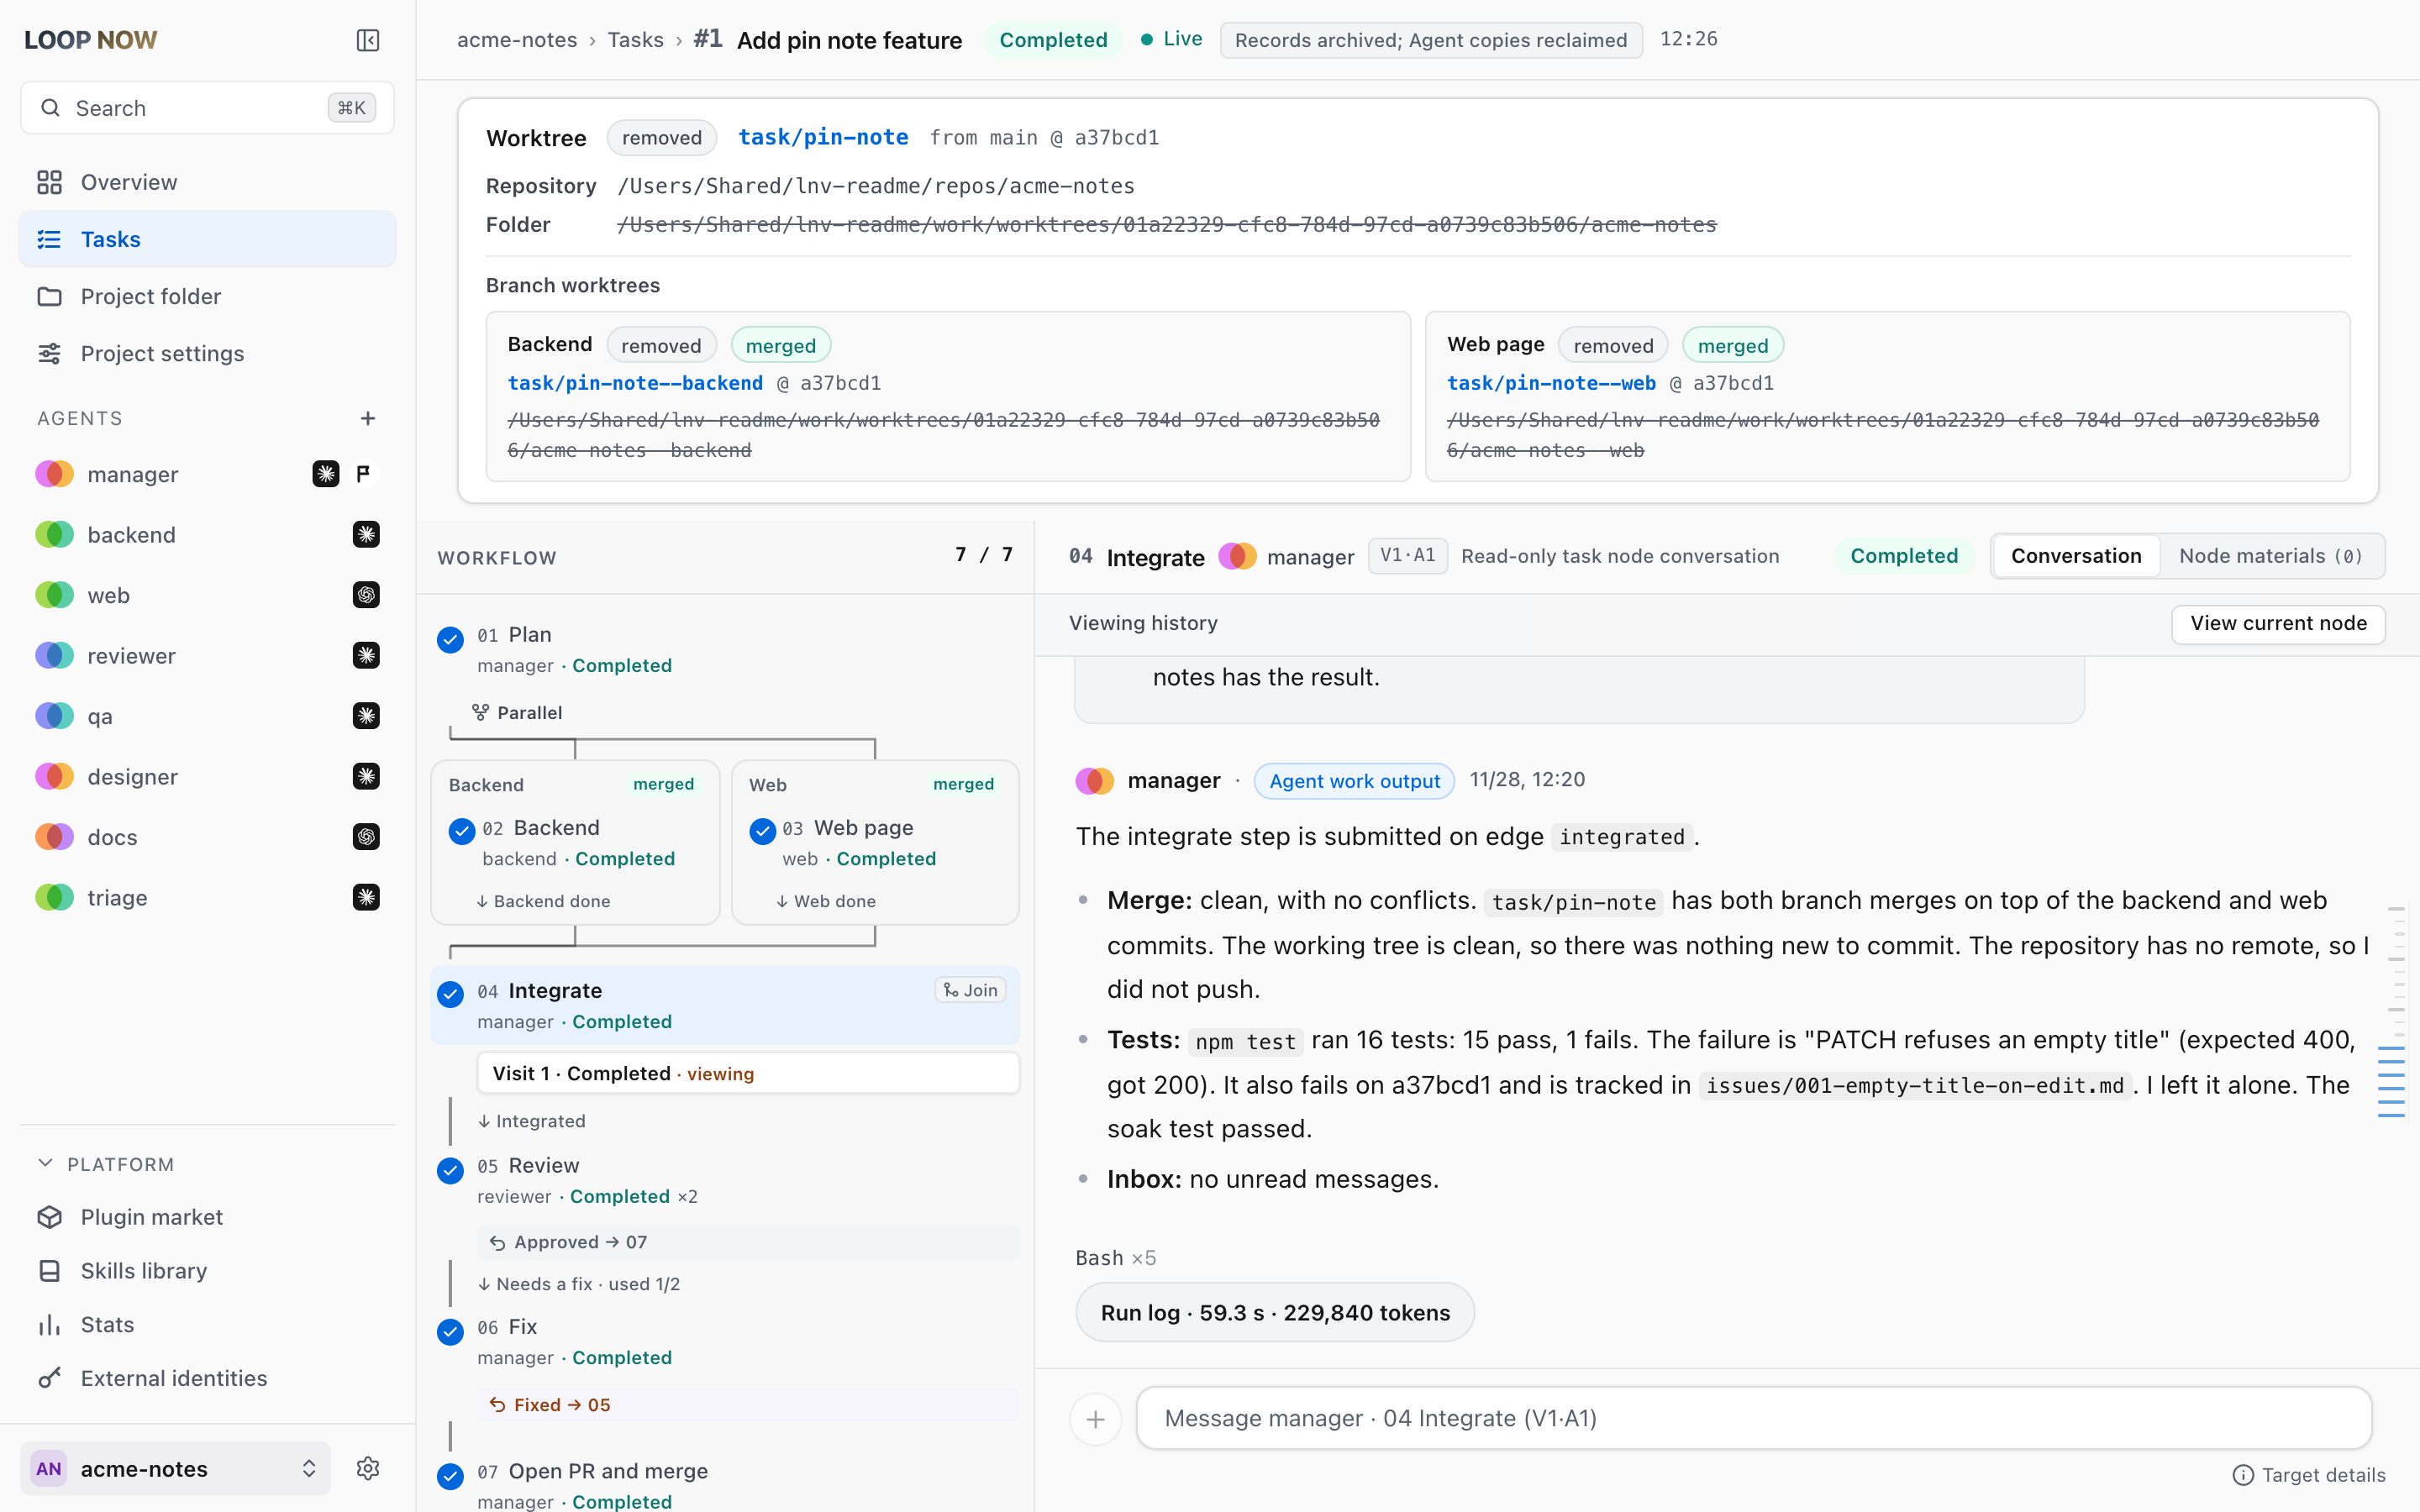 LOOP NOW
Search ⌘K
Overview
Tasks
Project folder
Project settings
AGENTS +
manager
backend
web
reviewer
qa
designer
docs
triage
PLATFORM
Plugin market
Skills library
Stats
External identities
AN acme-notes
acme-notes › Tasks › #1 Add pin note feature Completed Live Records archived; Agent copies reclaimed 12:26
Worktree removed task/pin-note from main @ a37bcd1
Repository /Users/Shared/lnv-readme/repos/acme-notes
Folder /Users/Shared/lnv-readme/work/worktrees/01a22329-cfc8-784d-97cd-a0739c83b506/acme-notes
Branch worktrees
Backend removed merged
task/pin-note--backend @ a37bcd1
/Users/Shared/lnv-readme/work/worktrees/01a22329-cfc8-784d-97cd-a0739c83b50
6/acme-notes--backend
Web page removed merged
task/pin-note--web @ a37bcd1
/Users/Shared/lnv-readme/work/worktrees/01a22329-cfc8-784d-97cd-a0739c83b50
6/acme-notes--web
WORKFLOW 7 / 7
01 Plan
manager · Completed
Parallel
Backend merged
02 Backend
backend · Completed
↓ Backend done
Web merged
03 Web page
web · Completed
↓ Web done
04 Integrate Join
manager · Completed
Visit 1 · Completed · viewing
↓ Integrated
05 Review
reviewer · Completed ×2
Approved → 07
↓ Needs a fix · used 1/2
06 Fix
manager · Completed
Fixed → 05
07 Open PR and merge
manager · Completed
04 Integrate manager V1·A1 Read-only task node conversation Completed Conversation Node materials (0)
Viewing history View current node
notes has the result.
manager · Agent work output 11/28, 12:20
The integrate step is submitted on edge integrated.
• Merge: clean, with no conflicts. task/pin-note has both branch merges on top of the backend and web
commits. The working tree is clean, so there was nothing new to commit. The repository has no remote, so I
did not push.
• Tests: npm test ran 16 tests: 15 pass, 1 fails. The failure is "PATCH refuses an empty title" (expected 400,
got 200). It also fails on a37bcd1 and is tracked in issues/001-empty-title-on-edit.md. I left it alone. The
soak test passed.
• Inbox: no unread messages.
Bash ×5
Run log · 59.3 s · 229,840 tokens
+ Message manager · 04 Integrate (V1·A1)
Target details